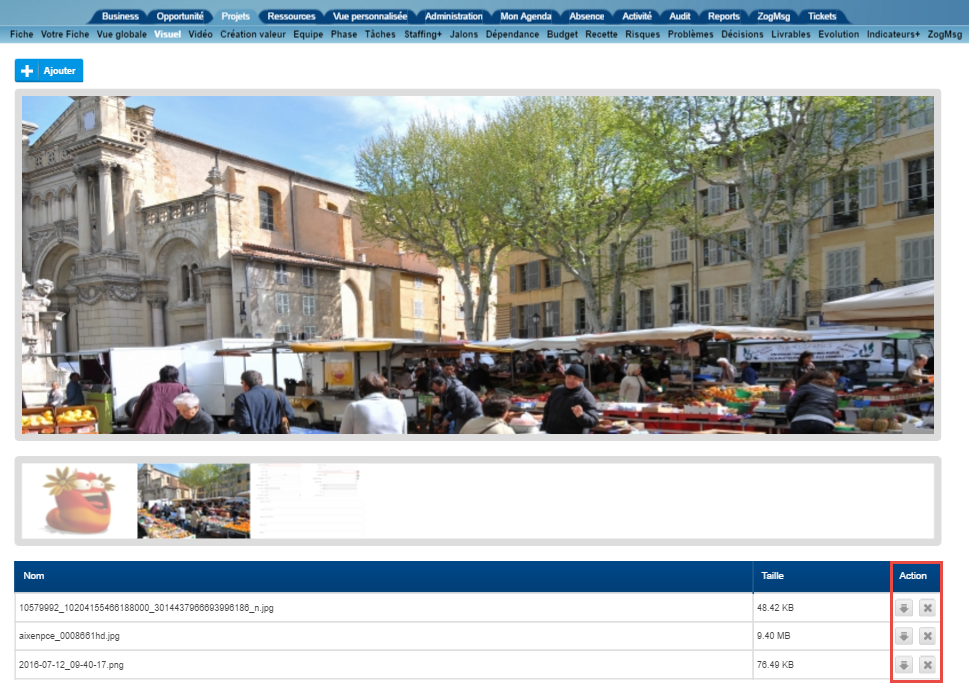 Business Opportunité Projets Ressources Vue personnalisée Administration Mon Agenda Absence Activité Audit Reports ZogMsg Tickets
Fiche Votre Fiche Vue globale Visuel Vidéo Création valeur Equipe Phase Tâches Staffing+ Jalons Dépendance Budget Recette Risques Problèmes Décisions Livrables Evolution Indicateurs+ ZogMsg
Ajouter
Nom Taille Action
10579992_10204155466188000_3014437966693996186_n.jpg 48.42 KB
aixenpce_0008661hd.jpg 9.40 MB
2016-07-12_09-40-17.png 76.49 KB